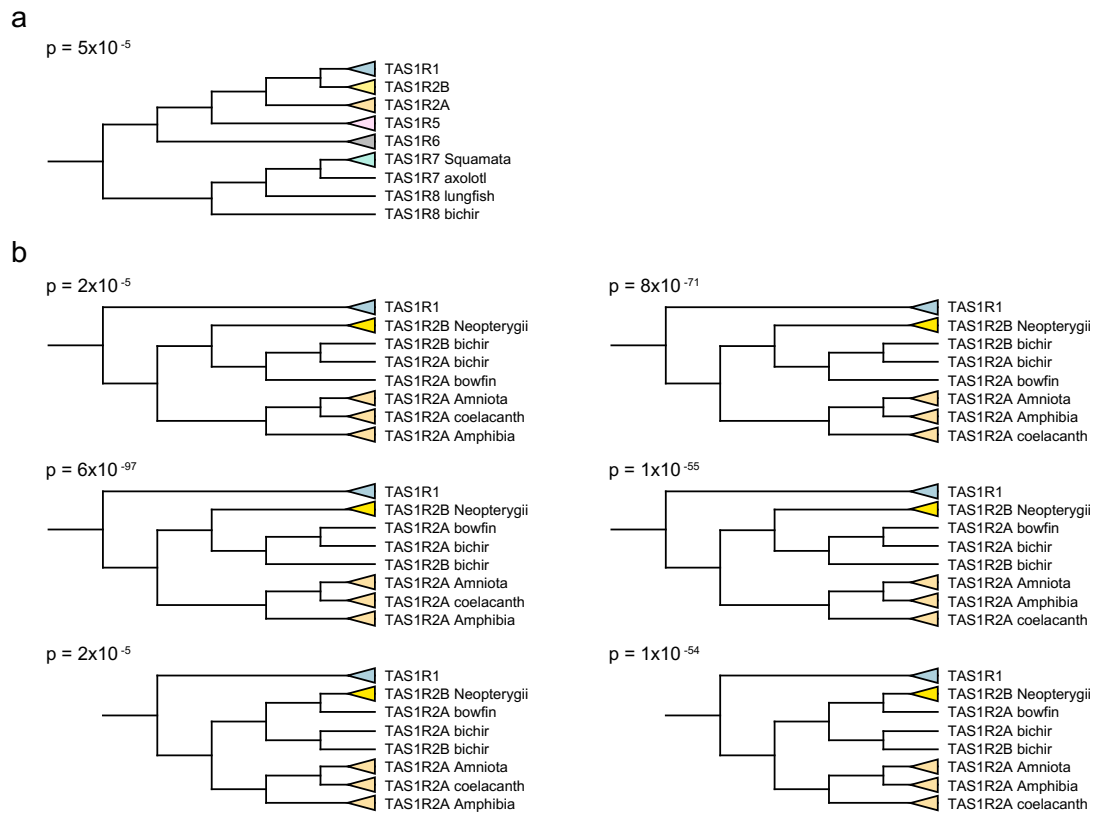 a
p = 5x10⁻⁵
TAS1R1
TAS1R2B
TAS1R2A
TAS1R5
TAS1R6
TAS1R7 Squamata
TAS1R7 axolotl
TAS1R8 lungfish
TAS1R8 bichir
b
p = 2x10⁻⁵
TAS1R1
TAS1R2B Neopterygii
TAS1R2B bichir
TAS1R2A bichir
TAS1R2A bowfin
TAS1R2A Amniota
TAS1R2A coelacanth
TAS1R2A Amphibia
p = 8x10⁻⁷¹
TAS1R1
TAS1R2B Neopterygii
TAS1R2B bichir
TAS1R2A bichir
TAS1R2A bowfin
TAS1R2A Amniota
TAS1R2A Amphibia
TAS1R2A coelacanth
p = 6x10⁻⁹⁷
TAS1R1
TAS1R2B Neopterygii
TAS1R2A bowfin
TAS1R2A bichir
TAS1R2B bichir
TAS1R2A Amniota
TAS1R2A coelacanth
TAS1R2A Amphibia
p = 1x10⁻⁵⁵
TAS1R1
TAS1R2B Neopterygii
TAS1R2A bowfin
TAS1R2A bichir
TAS1R2B bichir
TAS1R2A Amniota
TAS1R2A Amphibia
TAS1R2A coelacanth
p = 2x10⁻⁵
TAS1R1
TAS1R2B Neopterygii
TAS1R2A bowfin
TAS1R2A bichir
TAS1R2B bichir
TAS1R2A Amniota
TAS1R2A coelacanth
TAS1R2A Amphibia
p = 1x10⁻⁵⁴
TAS1R1
TAS1R2B Neopterygii
TAS1R2A bowfin
TAS1R2A bichir
TAS1R2B bichir
TAS1R2A Amniota
TAS1R2A Amphibia
TAS1R2A coelacanth